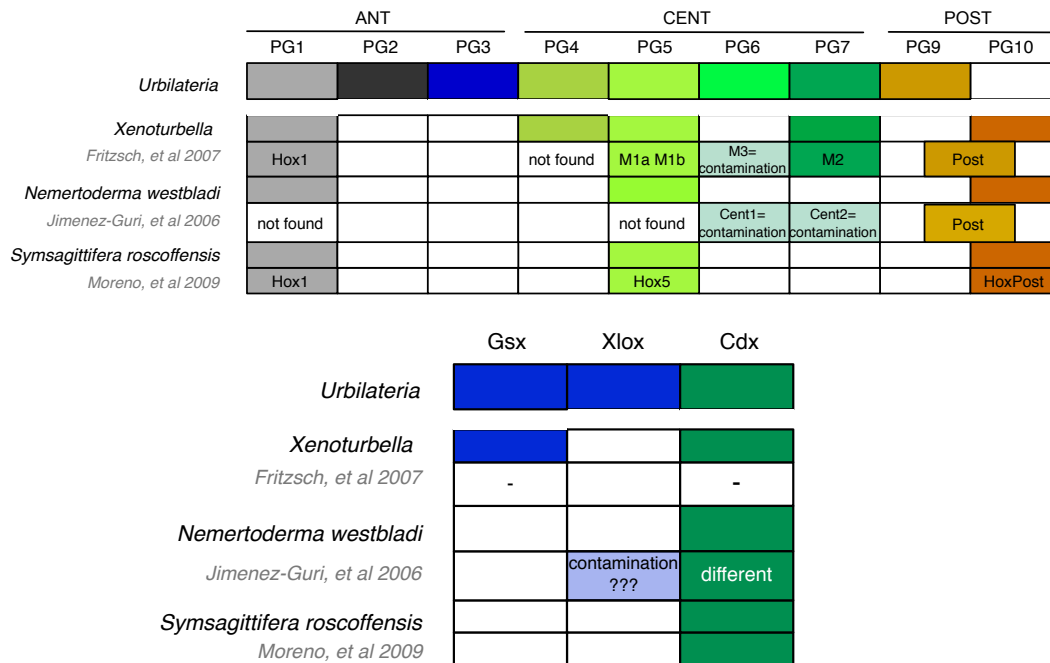 ANT CENT POST
PG1 PG2 PG3 PG4 PG5 PG6 PG7 PG9 PG10
Urbilateria
Xenoturbella
Fritzsch, et al 2007 Hox1 not found M1a M1b M3= contamination M2 Post
Nemertoderma westbladi
Jimenez-Guri, et al 2006 not found not found Cent1= contamination Cent2= contamination Post
Symsagittifera roscoffensis
Moreno, et al 2009 Hox1 Hox5 HoxPost
Gsx Xlox Cdx
Urbilateria
Xenoturbella
Fritzsch, et al 2007 - -
Nemertoderma westbladi
Jimenez-Guri, et al 2006 contamination ??? different
Symsagittifera roscoffensis
Moreno et al 2009